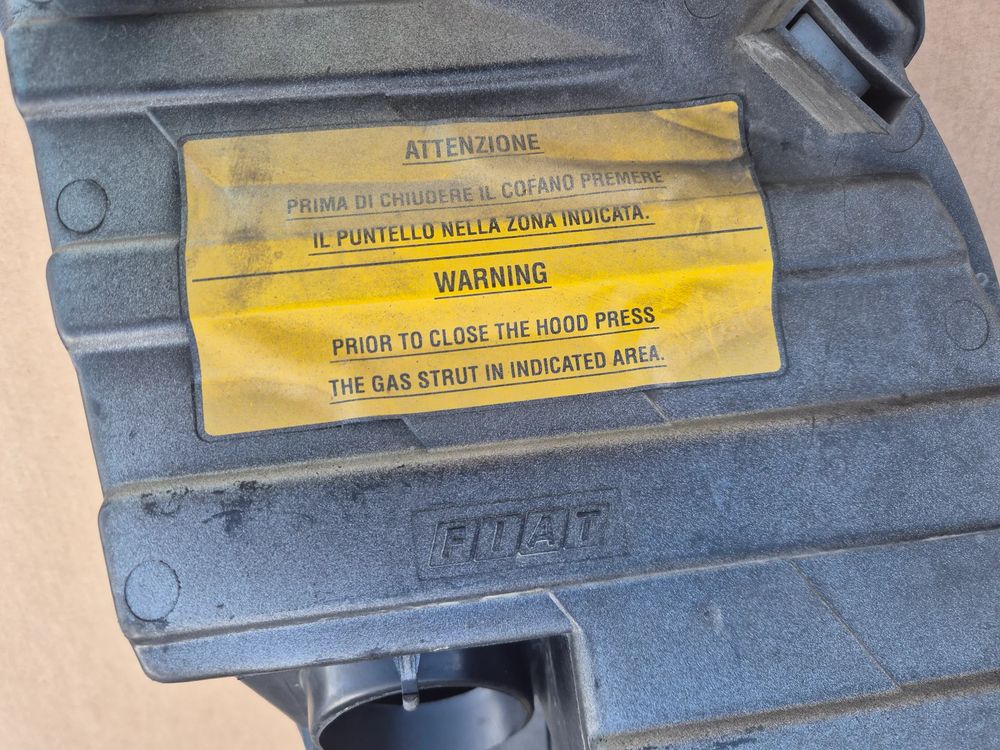 ATTENZIONE
PRIMA DI CHIUDERE IL COFANO PREMERE
IL PUNTELLO NELLA ZONA INDICATA.
WARNING
PRIOR TO CLOSE THE HOOD PRESS
THE GAS STRUT IN INDICATED AREA.
FIAT